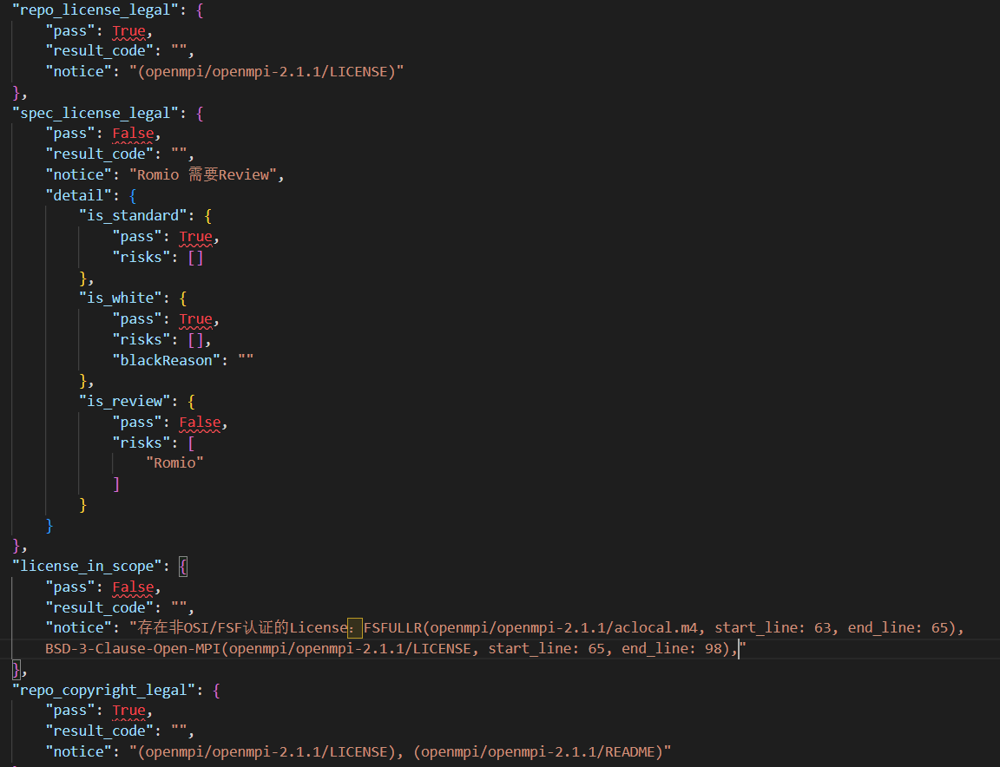 "repo_license_legal": {
"pass": True,
"result_code": "",
"notice": "(openmpi/openmpi-2.1.1/LICENSE)"
},
"spec_license_legal": {
"pass": False,
"result_code": "",
"notice": "Romio 需要Review",
"detail": {
"is_standard": {
"pass": True,
"risks": []
},
"is_white": {
"pass": True,
"risks": [],
"blackReason": ""
},
"is_review": {
"pass": False,
"risks": [
"Romio"
]
}
}
},
"license_in_scope": {
"pass": False,
"result_code": "",
"notice": "存在非OSI/FSF认证的License：FSFULLR(openmpi/openmpi-2.1.1/aclocal.m4, start_line: 63, end_line: 65),
BSD-3-Clause-Open-MPI(openmpi/openmpi-2.1.1/LICENSE, start_line: 65, end_line: 98),"
},
"repo_copyright_legal": {
"pass": True,
"result_code": "",
"notice": "(openmpi/openmpi-2.1.1/LICENSE), (openmpi/openmpi-2.1.1/README)"